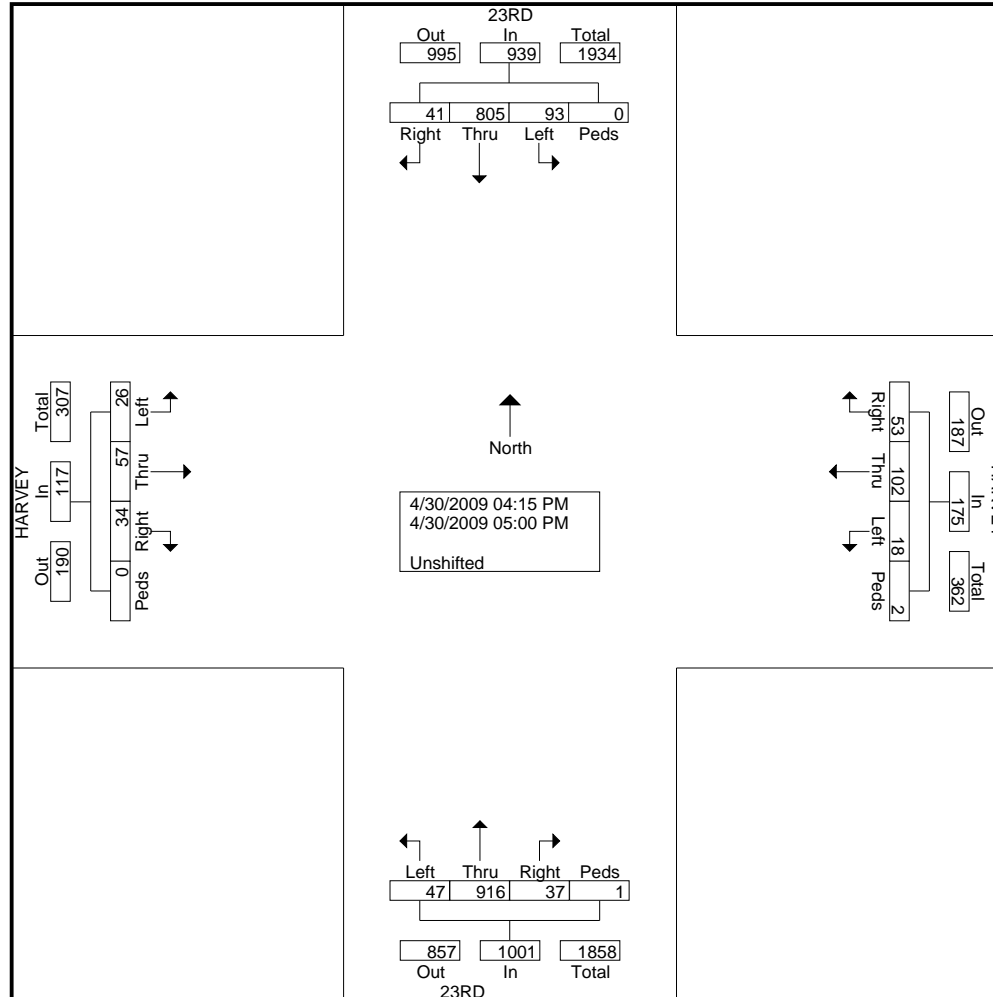 23RD
Out In Total
995 939 1934
41 805 93 0
Right Thru Left Peds
HARVEY
Total In Out
307 117 190
26 57 34 0
Left Thru Right Peds
North
4/30/2009 04:15 PM
4/30/2009 05:00 PM
Unshifted
Right Thru Left Peds
53 102 18 2
Out In Total
187 175 362
Left Thru Right Peds
47 916 37 1
857 1001 1858
Out In Total
23RD